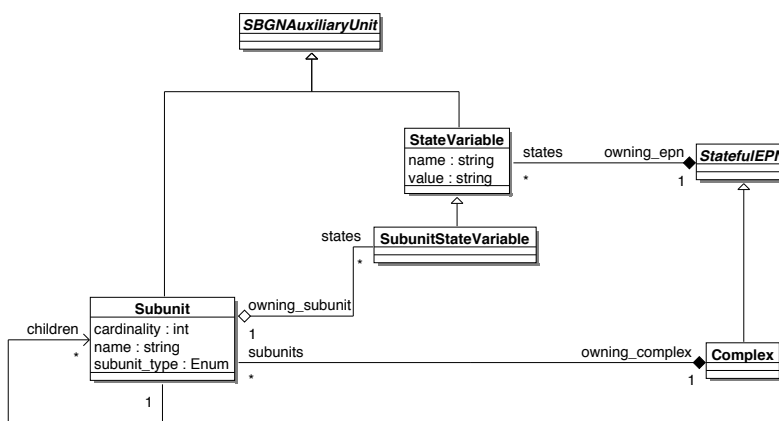 SBGNAuxiliaryUnit
StateVariable
name : string
value : string
states
*
owning_epn
1
StatefulEPN
SubunitStateVariable
states
*
Subunit
cardinality : int
name : string
subunit_type : Enum
owning_subunit
1
children
*
1
subunits
*
owning_complex
1
Complex